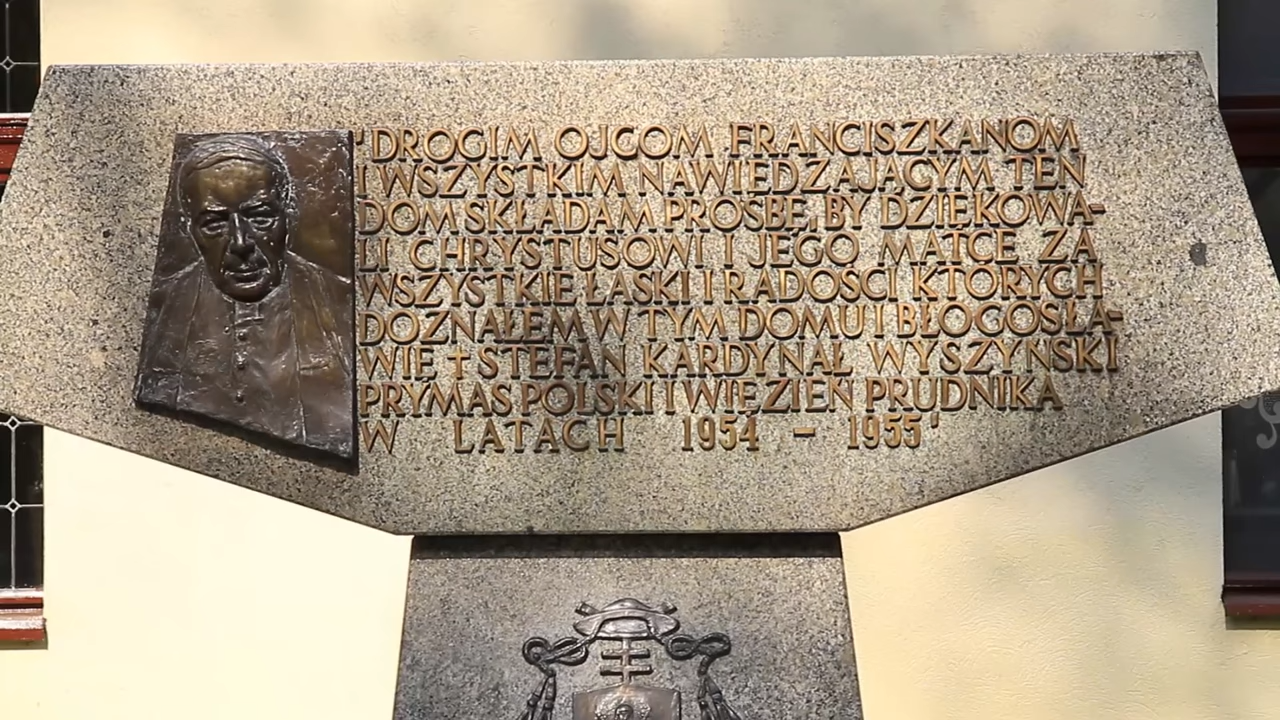 'DROGIM OJCOM FRANCISZKANOM
I WSZYSTKIM NAWIEDZAJĄCYM TEN
DOM SKŁADAM PROŚBĘ, BY DZIĘKOWA-
LI CHRYSTUSOWI I JEGO MATCE ZA
WSZYSTKIE ŁASKI I RADOŚCI KTÓRYCH
DOZNAŁEM W TYM DOMU I BŁOGOSŁA-
WIĘ + STEFAN KARDYNAŁ WYSZYŃSKI
PRYMAS POLSKI I WIĘZIEŃ PRUDNIKA
W LATACH 1954 - 1955'